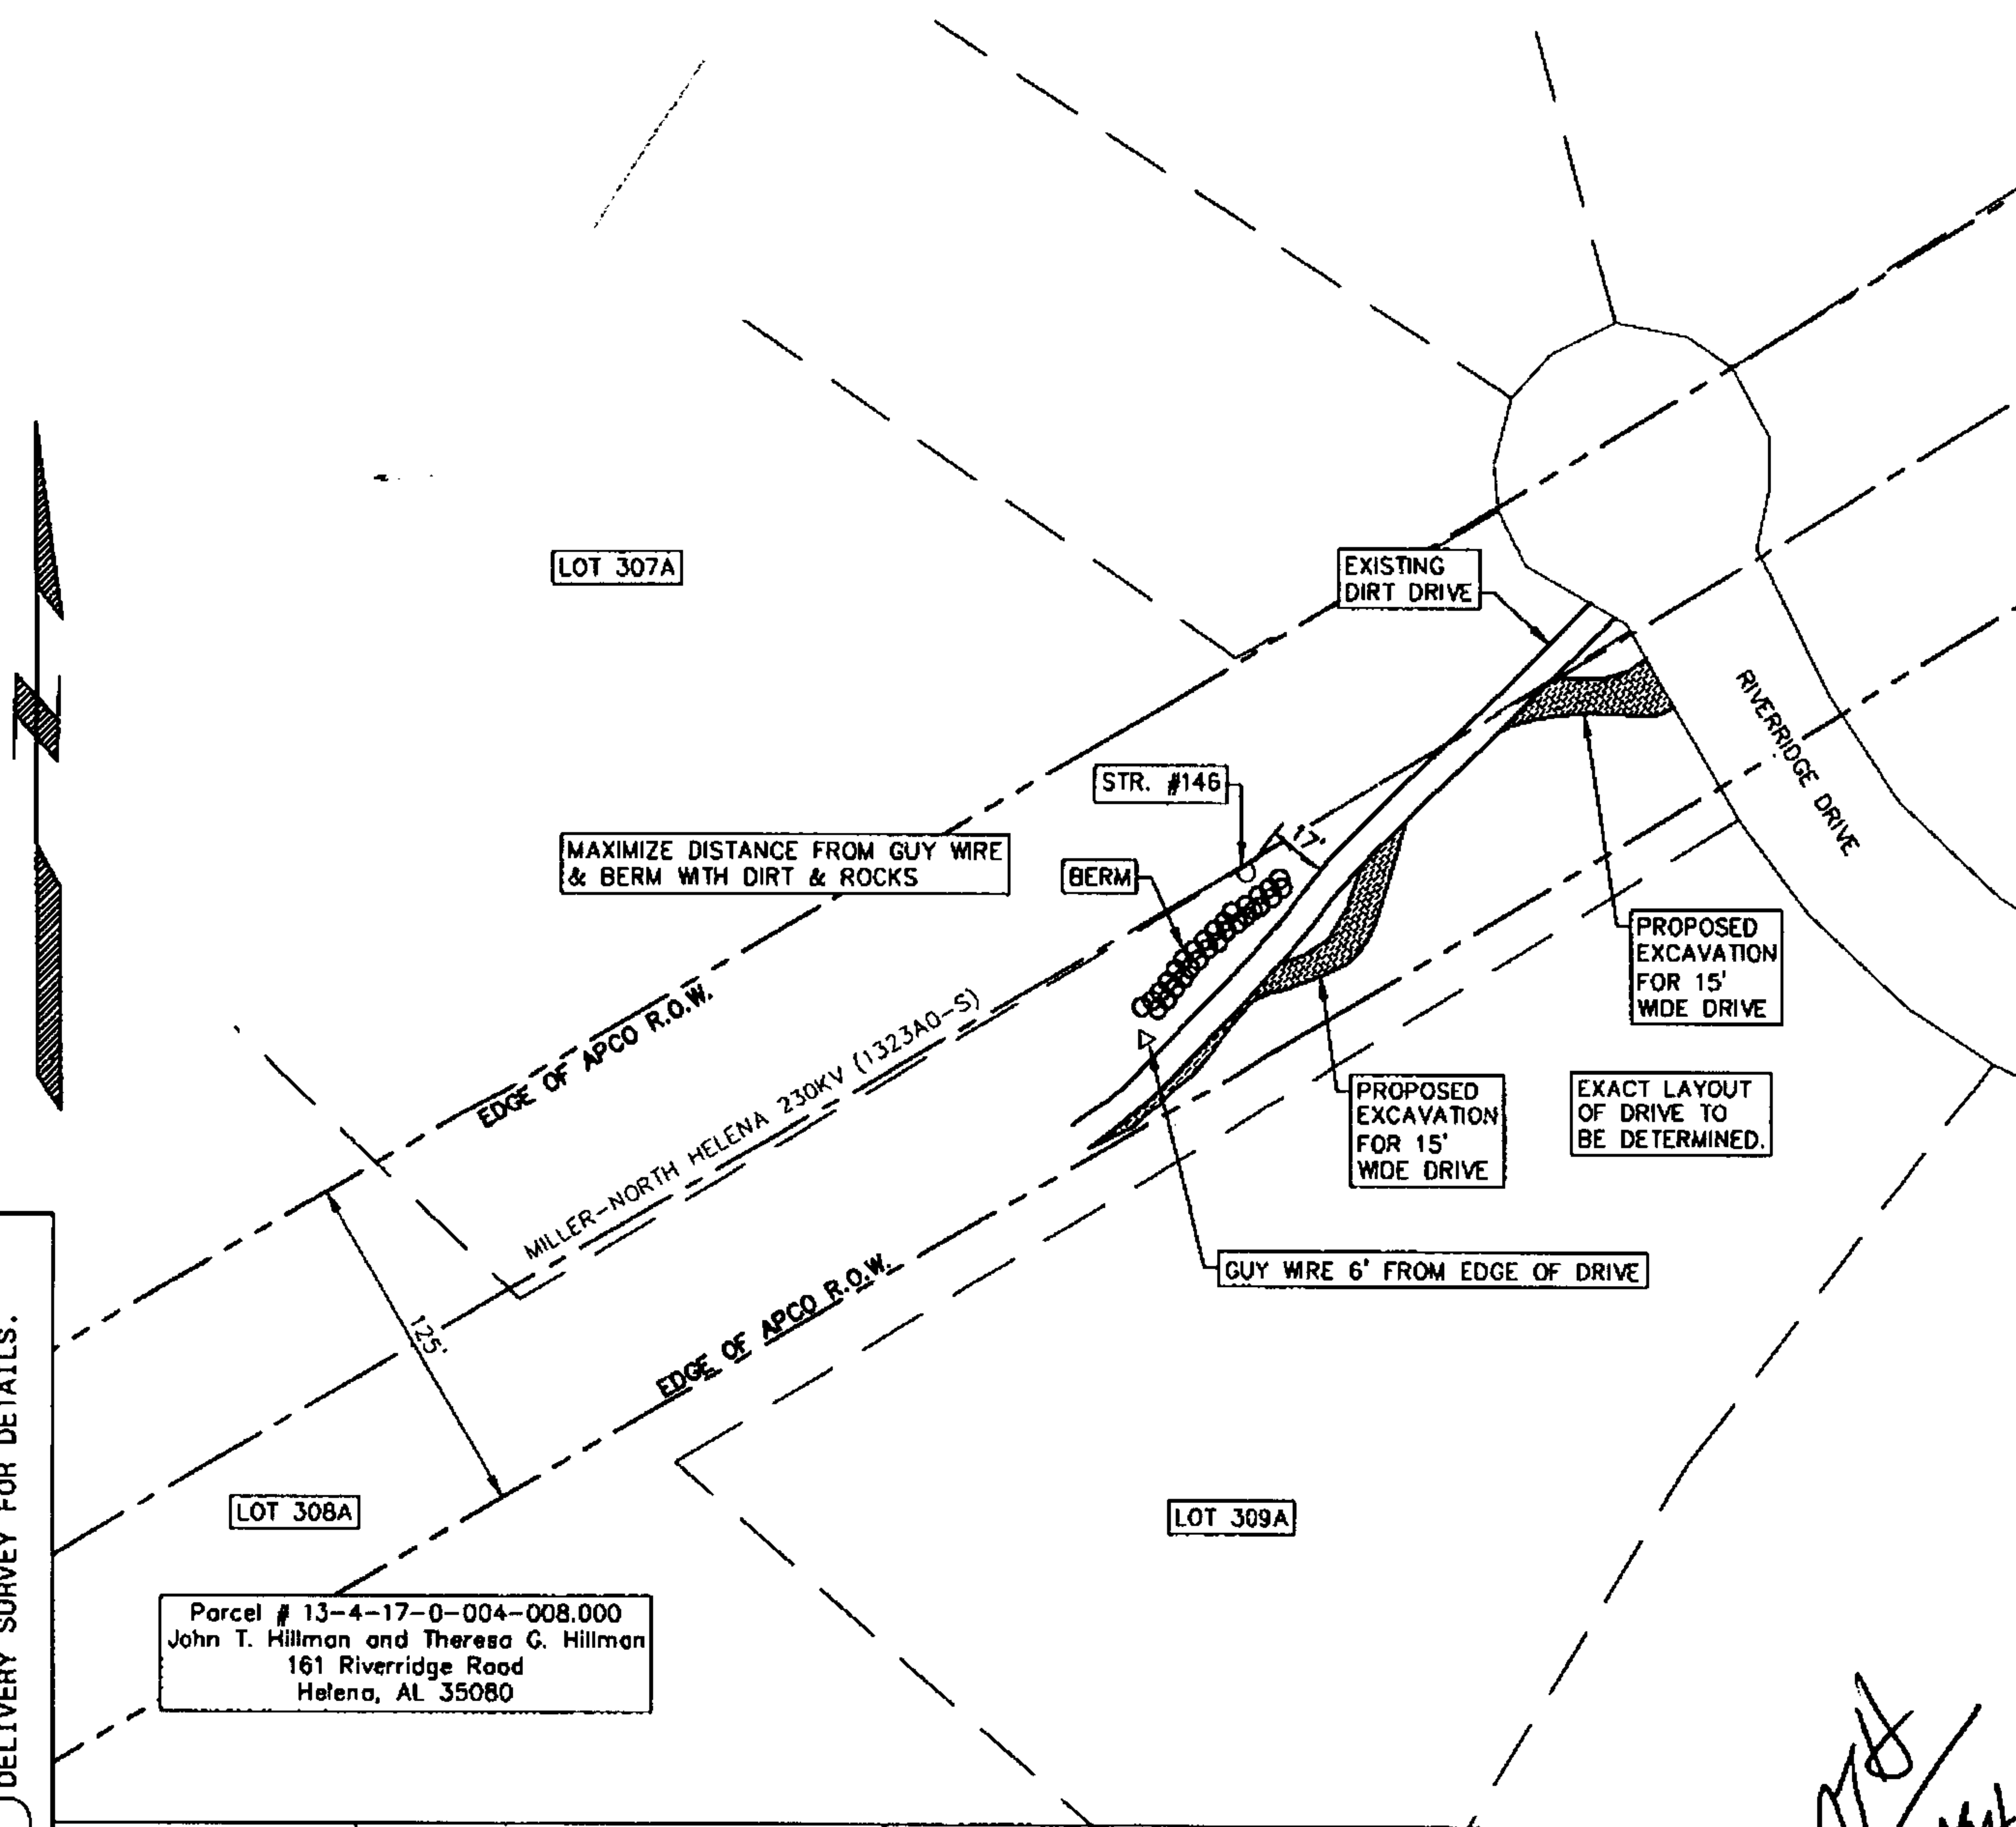 LOT 307A
EXISTING
DIRT DRIVE
RIVERRIDGE DRIVE
STR. #146
17'
MAXIMIZE DISTANCE FROM GUY WIRE
& BERM WITH DIRT & ROCKS
BERM
PROPOSED
EXCAVATION
FOR 15'
WIDE DRIVE
EDGE OF APCO R.O.W.
MILLER-NORTH HELENA 230KV (1323A0-S)
PROPOSED
EXCAVATION
FOR 15'
WIDE DRIVE
EXACT LAYOUT
OF DRIVE TO
BE DETERMINED.
GUY WIRE 6' FROM EDGE OF DRIVE
125'
EDGE OF APCO R.O.W.
LOT 308A
LOT 309A
Parcel # 13-4-17-0-004-008.000
John T. Hillman and Theresa G. Hillman
161 Riverridge Road
Helena, AL 35080
DELIVERY SURVEY FOR DETAILS.
N